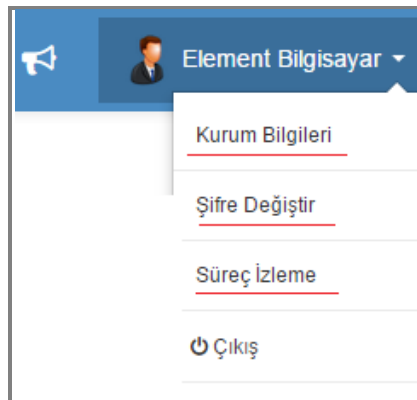 Element Bilgisayar
Kurum Bilgileri
Şifre Değiştir
Süreç İzleme
Çıkış